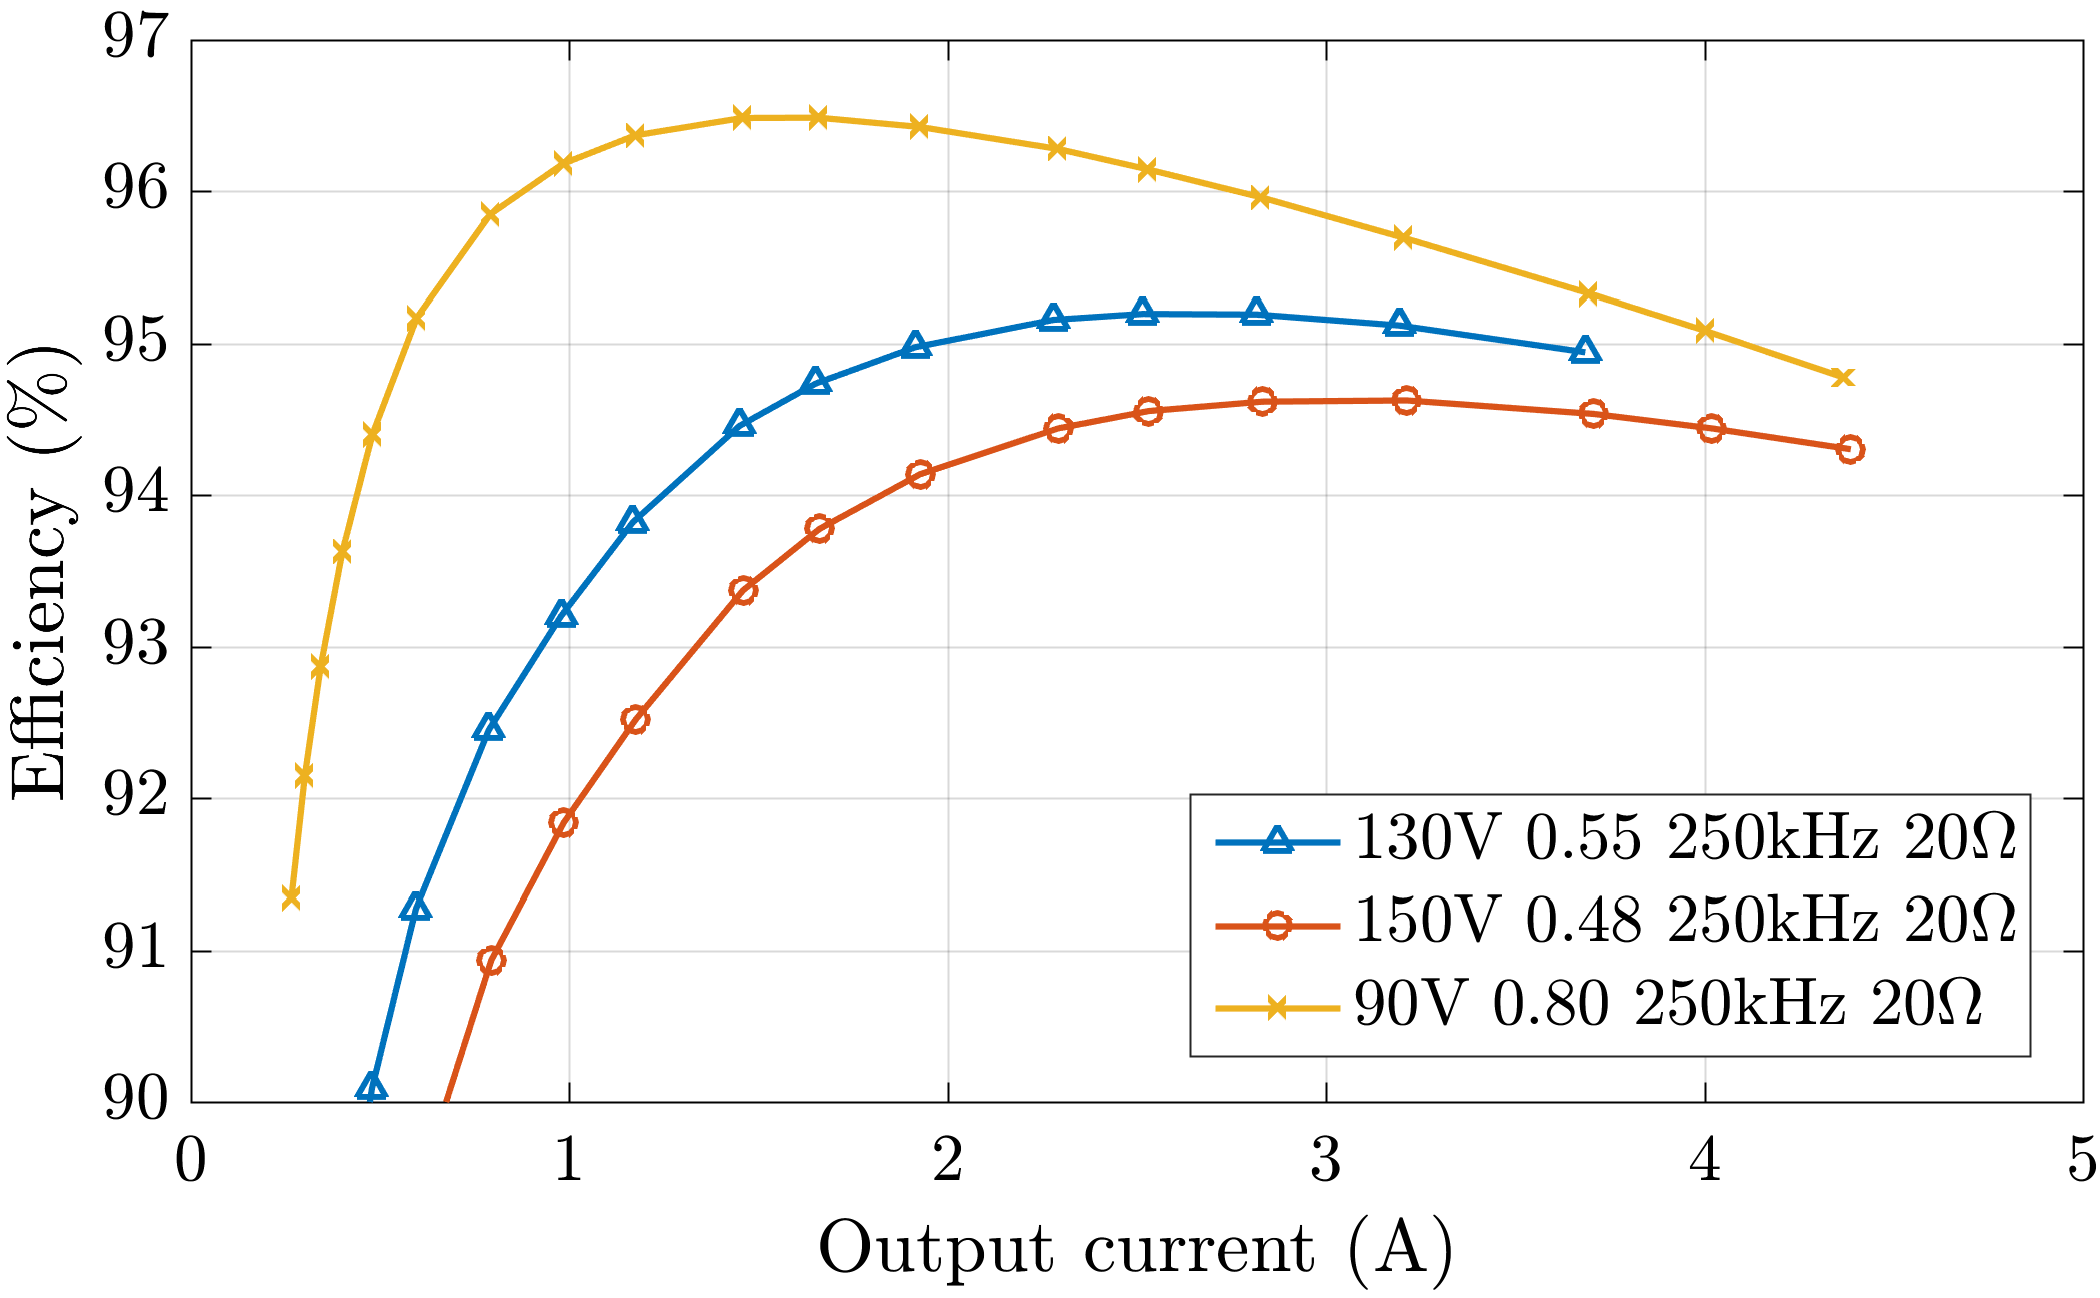 97
96
95
94
93
92
91
90
0 1 2 3 4 5
Efficiency (%)
Output current (A)
130V 0.55 250kHz 20Ω
150V 0.48 250kHz 20Ω
90V 0.80 250kHz 20Ω